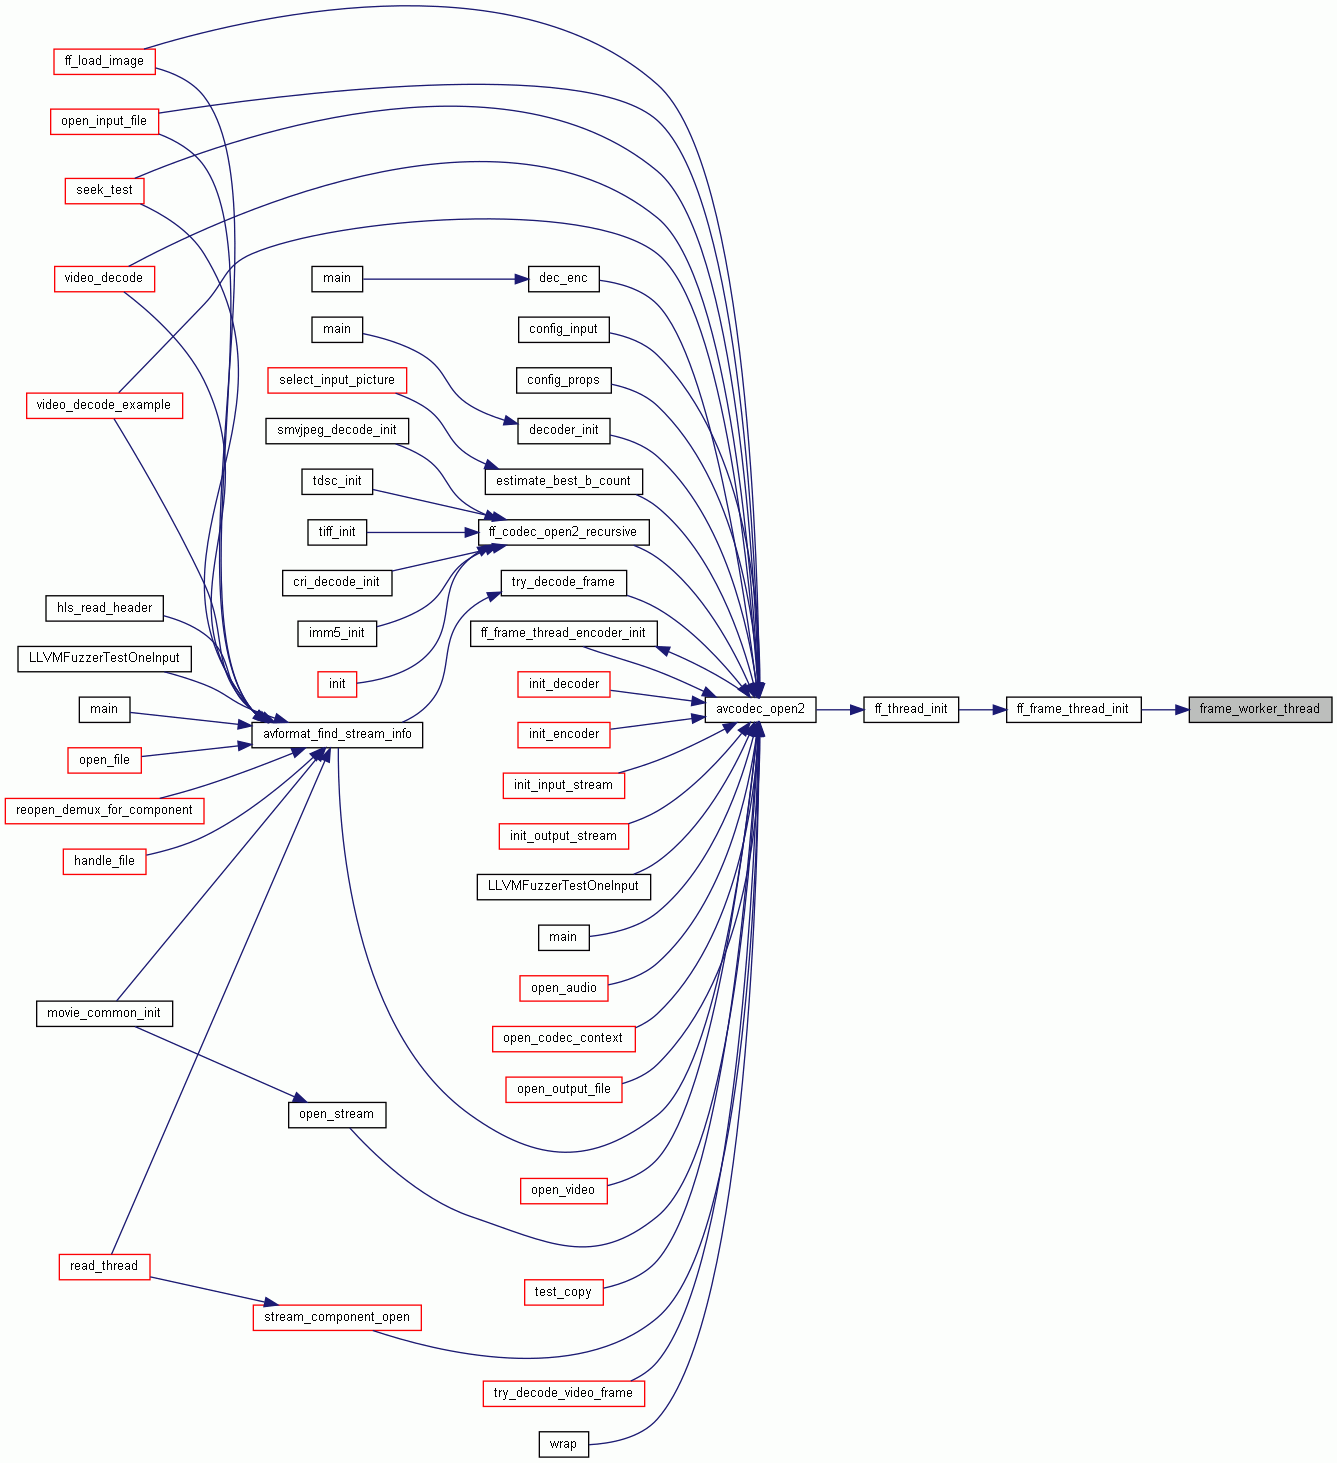 ff_load_image
open_input_file
seek_test
video_decode
main
dec_enc
main
config_input
select_input_picture
config_props
video_decode_example
smvjpeg_decode_init
decoder_init
tdsc_init
estimate_best_b_count
tiff_init
ff_codec_open2_recursive
cri_decode_init
try_decode_frame
hls_read_header
imm5_init
ff_frame_thread_encoder_init
LLVMFuzzerTestOneInput
init
init_decoder
main
avcodec_open2
ff_thread_init
ff_frame_thread_init
frame_worker_thread
avformat_find_stream_info
init_encoder
open_file
init_input_stream
reopen_demux_for_component
init_output_stream
handle_file
LLVMFuzzerTestOneInput
main
open_audio
movie_common_init
open_codec_context
open_output_file
open_stream
open_video
read_thread
test_copy
stream_component_open
try_decode_video_frame
wrap